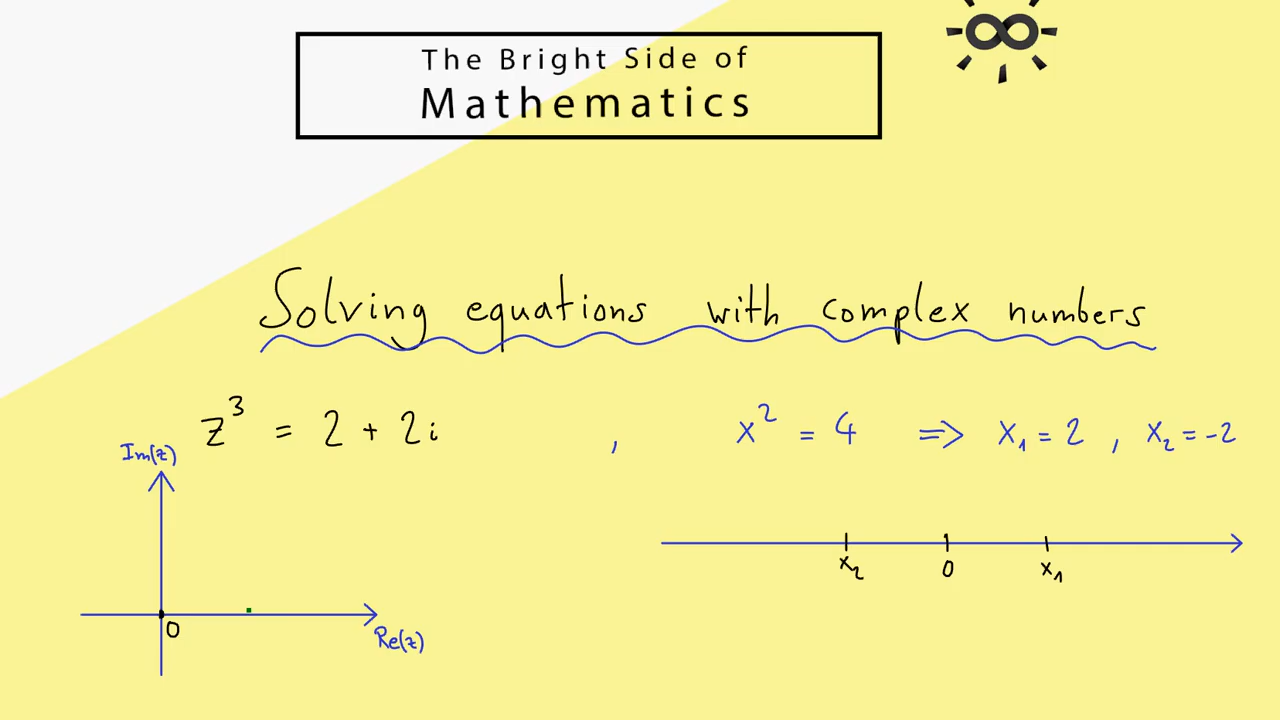 The Bright Side of
Mathematics
Solving equations with complex numbers
z³ = 2 + 2i , x² = 4 ⇒ x₁ = 2 , x₂ = -2
Im(z)
x₂ 0 x₁
0
Re(z)